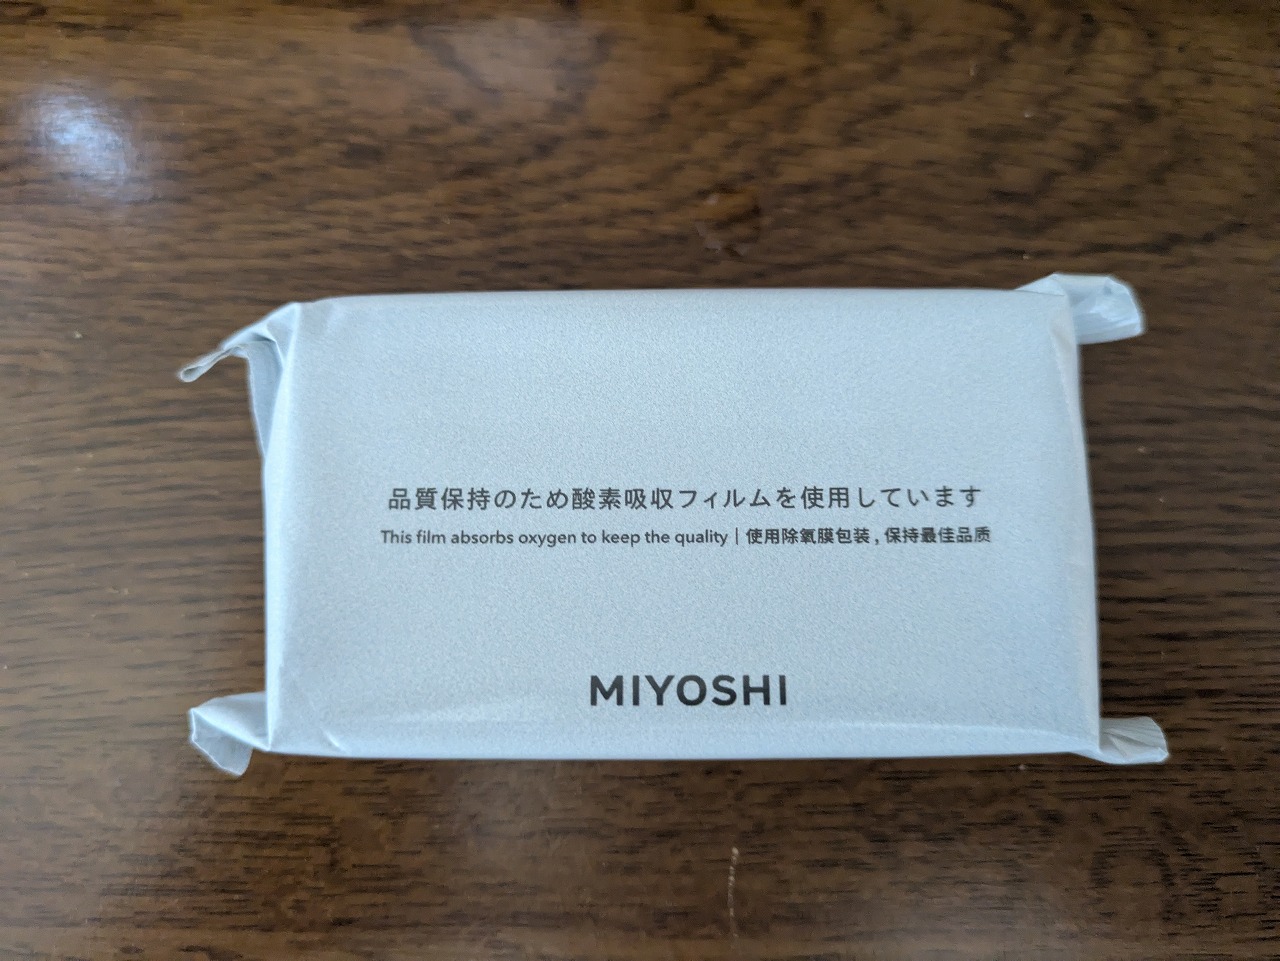 品質保持のため酸素吸収フィルムを使用しています
This film absorbs oxygen to keep the quality｜使用除氧膜包装，保持最佳品质
MIYOSHI